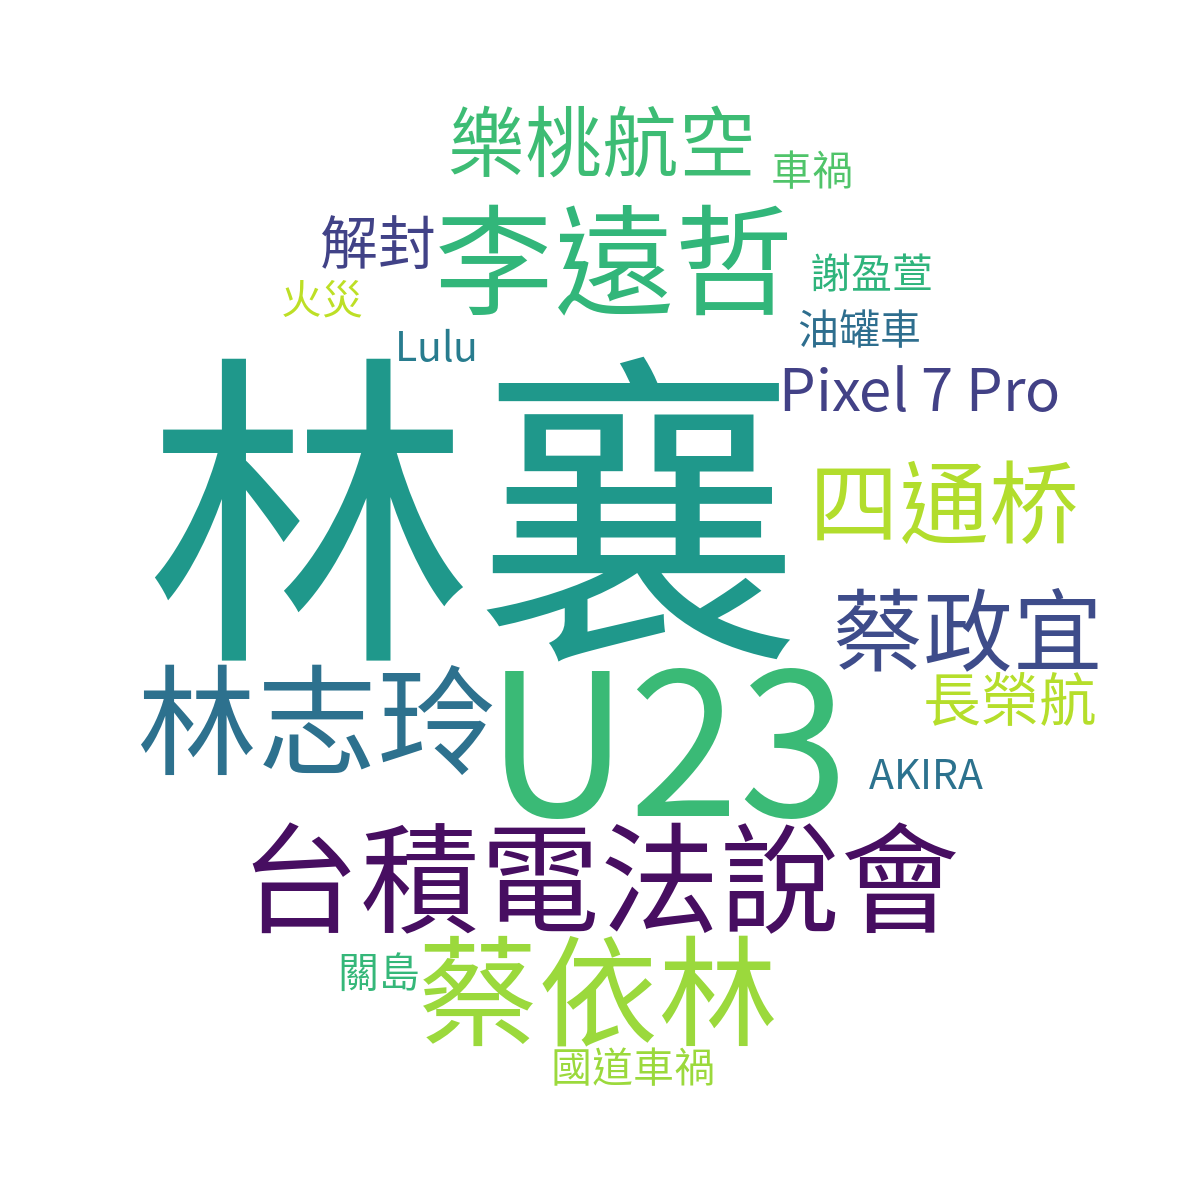 樂桃航空
車禍
李遠哲
解封
謝盈萱
火災
油罐車
Lulu
Pixel 7 Pro
林襄
四通桥
蔡政宜
林志玲
U23
長榮航
AKIRA
台積電法說會
蔡依林
關島
國道車禍